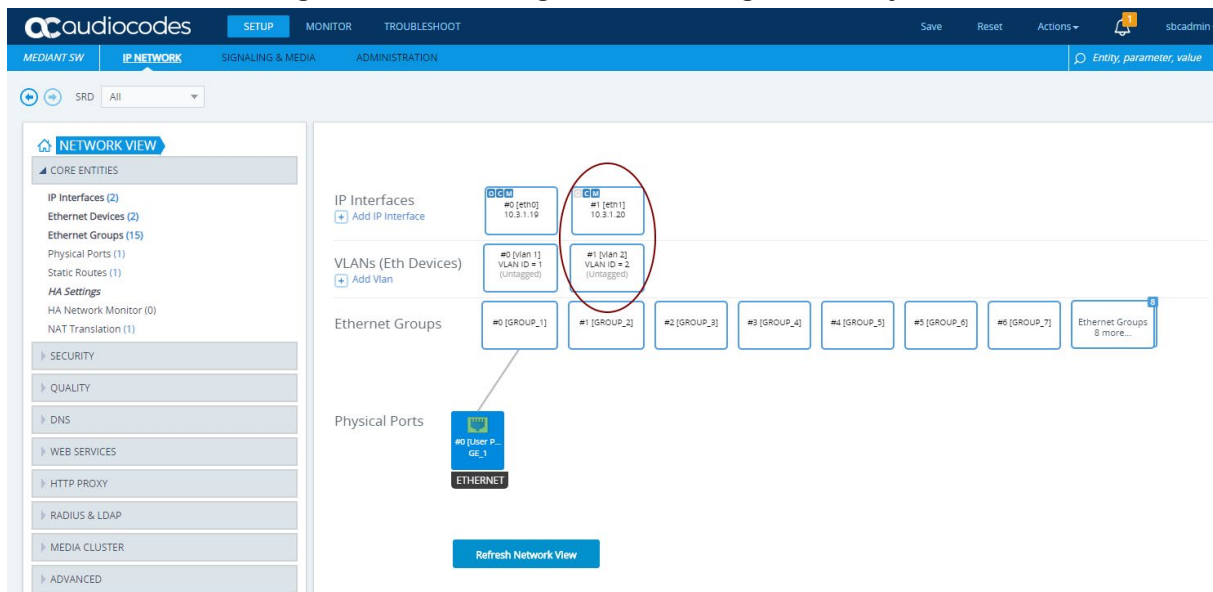 audiocodes SETUP MONITOR TROUBLESHOOT Save Reset Actions 1 sbcadmin
MEDIANT SW IP NETWORK SIGNALING & MEDIA ADMINISTRATION Entity, parameter, value
SRD All
NETWORK VIEW
CORE ENTITIES
IP Interfaces (2)
Ethernet Devices (2)
Ethernet Groups (15)
Physical Ports (1)
Static Routes (1)
HA Settings
HA Network Monitor (0)
NAT Translation (1)
SECURITY
QUALITY
DNS
WEB SERVICES
HTTP PROXY
RADIUS & LDAP
MEDIA CLUSTER
ADVANCED
IP Interfaces
Add IP Interface
O C M
#0 [eth0]
10.3.1.19
C M
#1 [eth1]
10.3.1.20
VLANs (Eth Devices)
Add Vlan
#0 [vlan 1]
VLAN ID = 1
(Untagged)
#1 [vlan 2]
VLAN ID = 2
(Untagged)
Ethernet Groups
#0 [GROUP_1]
#1 [GROUP_2]
#2 [GROUP_3]
#3 [GROUP_4]
#4 [GROUP_5]
#5 [GROUP_6]
#6 [GROUP_7]
8
Ethernet Groups
8 more...
Physical Ports
#0 [User P...
GE_1
ETHERNET
Refresh Network View